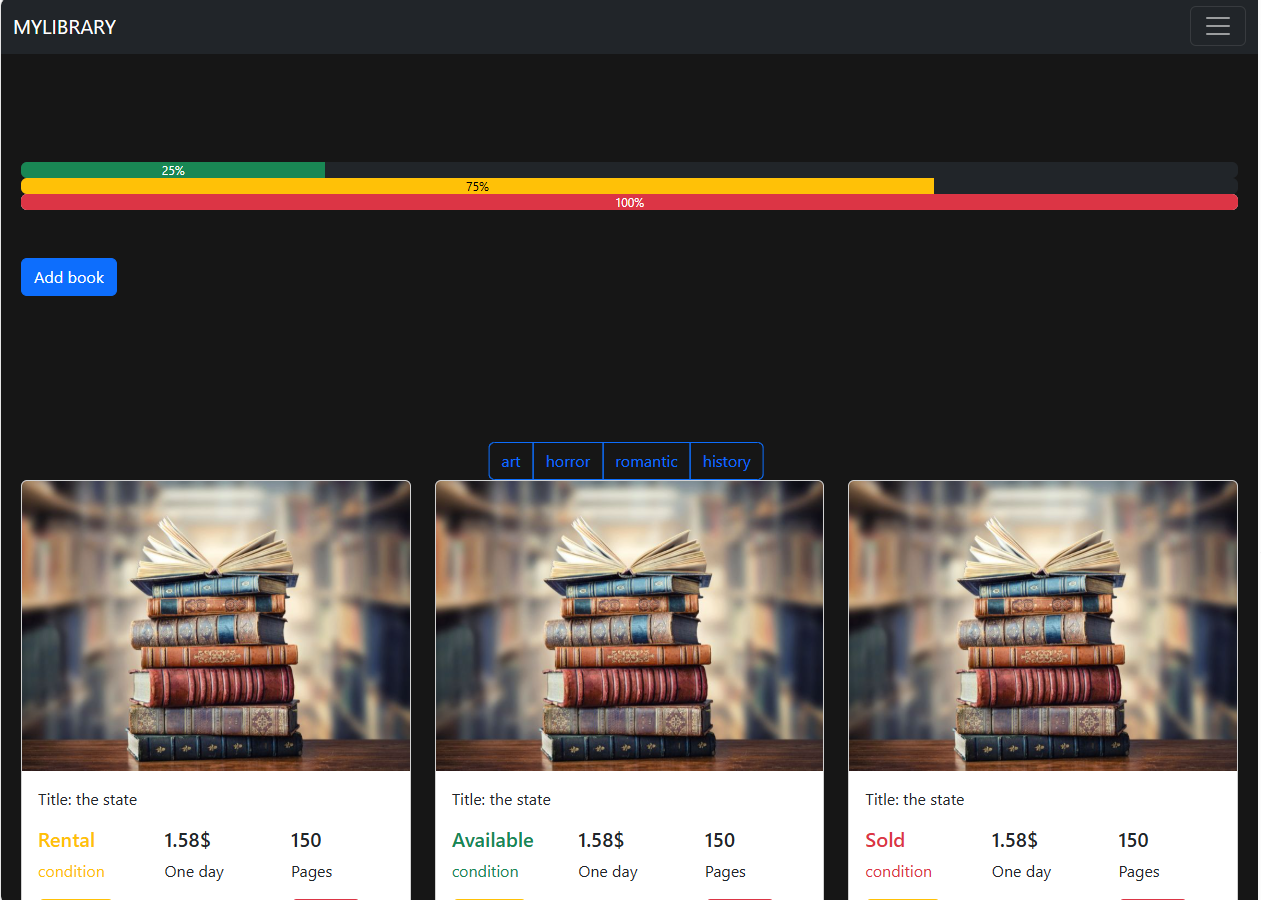 MYLIBRARY
25%
75%
100%
Add book
art horror romantic history
Title: the state Title: the state Title: the state
Rental 1.58$ 150 Available 1.58$ 150 Sold 1.58$ 150
condition One day Pages condition One day Pages condition One day Pages